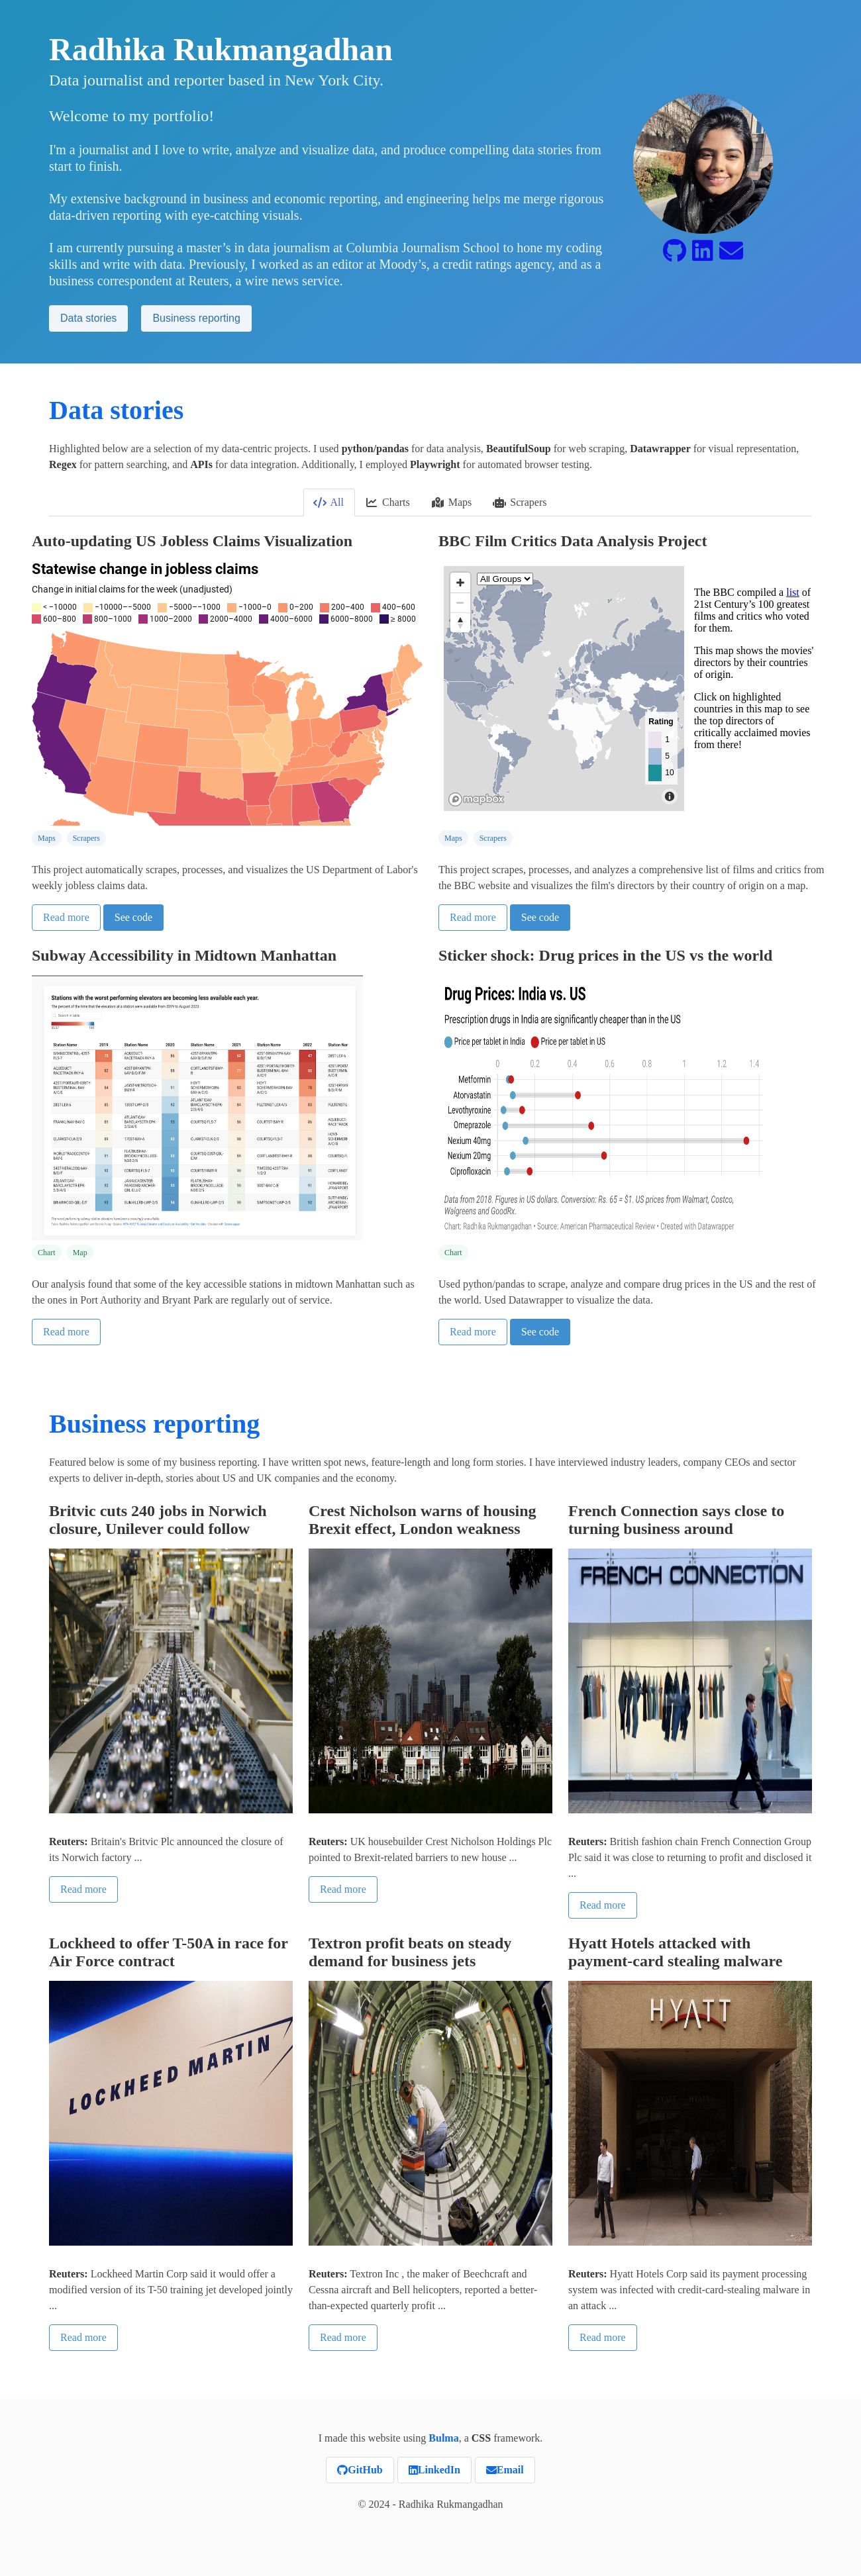 Radhika Rukmangadhan
Data journalist and reporter based in New York City.
Welcome to my portfolio!
I'm a journalist and I love to write, analyze and visualize data, and produce compelling data stories from
start to finish.
My extensive background in business and economic reporting, and engineering helps me merge rigorous
data-driven reporting with eye-catching visuals.
I am currently pursuing a master’s in data journalism at Columbia Journalism School to hone my coding
skills and write with data. Previously, I worked as an editor at Moody’s, a credit ratings agency, and as a
business correspondent at Reuters, a wire news service.
Data stories
Business reporting
Data stories
Highlighted below are a selection of my data-centric projects. I used python/pandas for data analysis, BeautifulSoup for web scraping, Datawrapper for visual representation,
Regex for pattern searching, and APIs for data integration. Additionally, I employed Playwright for automated browser testing.
All
Charts
Maps
Scrapers
Auto-updating US Jobless Claims Visualization
Statewise change in jobless claims
Change in initial claims for the week (unadjusted)
< −10000 −10000−−5000 −5000−−1000 −1000−0 0−200 200−400 400−600
600−800 800−1000 1000−2000 2000−4000 4000−6000 6000−8000 ≥ 8000
Maps
Scrapers
This project automatically scrapes, processes, and visualizes the US Department of Labor's
weekly jobless claims data.
Read more
See code
BBC Film Critics Data Analysis Project
All Groups
The BBC compiled a list of
21st Century’s 100 greatest
films and critics who voted
for them.
This map shows the movies'
directors by their countries
of origin.
Click on highlighted
countries in this map to see
the top directors of
critically acclaimed movies
from there!
Rating
1
5
10
mapbox
Maps
Scrapers
This project scrapes, processes, and analyzes a comprehensive list of films and critics from
the BBC website and visualizes the film's directors by their country of origin on a map.
Read more
See code
Subway Accessibility in Midtown Manhattan
Stations with the worst performing elevators are becoming less available each year.
Station Name 2019 Station Name 2020 Station Name 2021 Station Name 2022 Station Nam
Chart
Map
Our analysis found that some of the key accessible stations in midtown Manhattan such as
the ones in Port Authority and Bryant Park are regularly out of service.
Read more
Sticker shock: Drug prices in the US vs the world
Drug Prices: India vs. US
Prescription drugs in India are significantly cheaper than in the US
Price per tablet in India Price per tablet in US
0 0.2 0.4 0.6 0.8 1 1.2 1.4
Metformin
Atorvastatin
Levothyroxine
Omeprazole
Nexium 40mg
Nexium 20mg
Ciprofloxacin
Data from 2018. Figures in US dollars. Conversion: Rs. 65 = $1. US prices from Walmart, Costco,
Walgreens and GoodRx.
Chart: Radhika Rukmangadhan • Source: American Pharmaceutical Review • Created with Datawrapper
Chart
Used python/pandas to scrape, analyze and compare drug prices in the US and the rest of
the world. Used Datawrapper to visualize the data.
Read more
See code
Business reporting
Featured below is some of my business reporting. I have written spot news, feature-length and long form stories. I have interviewed industry leaders, company CEOs and sector
experts to deliver in-depth, stories about US and UK companies and the economy.
Britvic cuts 240 jobs in Norwich
closure, Unilever could follow
Reuters: Britain's Britvic Plc announced the closure of
its Norwich factory ...
Read more
Crest Nicholson warns of housing
Brexit effect, London weakness
Reuters: UK housebuilder Crest Nicholson Holdings Plc
pointed to Brexit-related barriers to new house ...
Read more
French Connection says close to
turning business around
FRENCH CONNECTION
Reuters: British fashion chain French Connection Group
Plc said it was close to returning to profit and disclosed it
...
Read more
Lockheed to offer T-50A in race for
Air Force contract
LOCKHEED MARTIN
Reuters: Lockheed Martin Corp said it would offer a
modified version of its T-50 training jet developed jointly
...
Read more
Textron profit beats on steady
demand for business jets
Reuters: Textron Inc , the maker of Beechcraft and
Cessna aircraft and Bell helicopters, reported a better-
than-expected quarterly profit ...
Read more
Hyatt Hotels attacked with
payment-card stealing malware
HYATT
Reuters: Hyatt Hotels Corp said its payment processing
system was infected with credit-card-stealing malware in
an attack ...
Read more
I made this website using Bulma, a CSS framework.
GitHub
LinkedIn
Email
© 2024 - Radhika Rukmangadhan